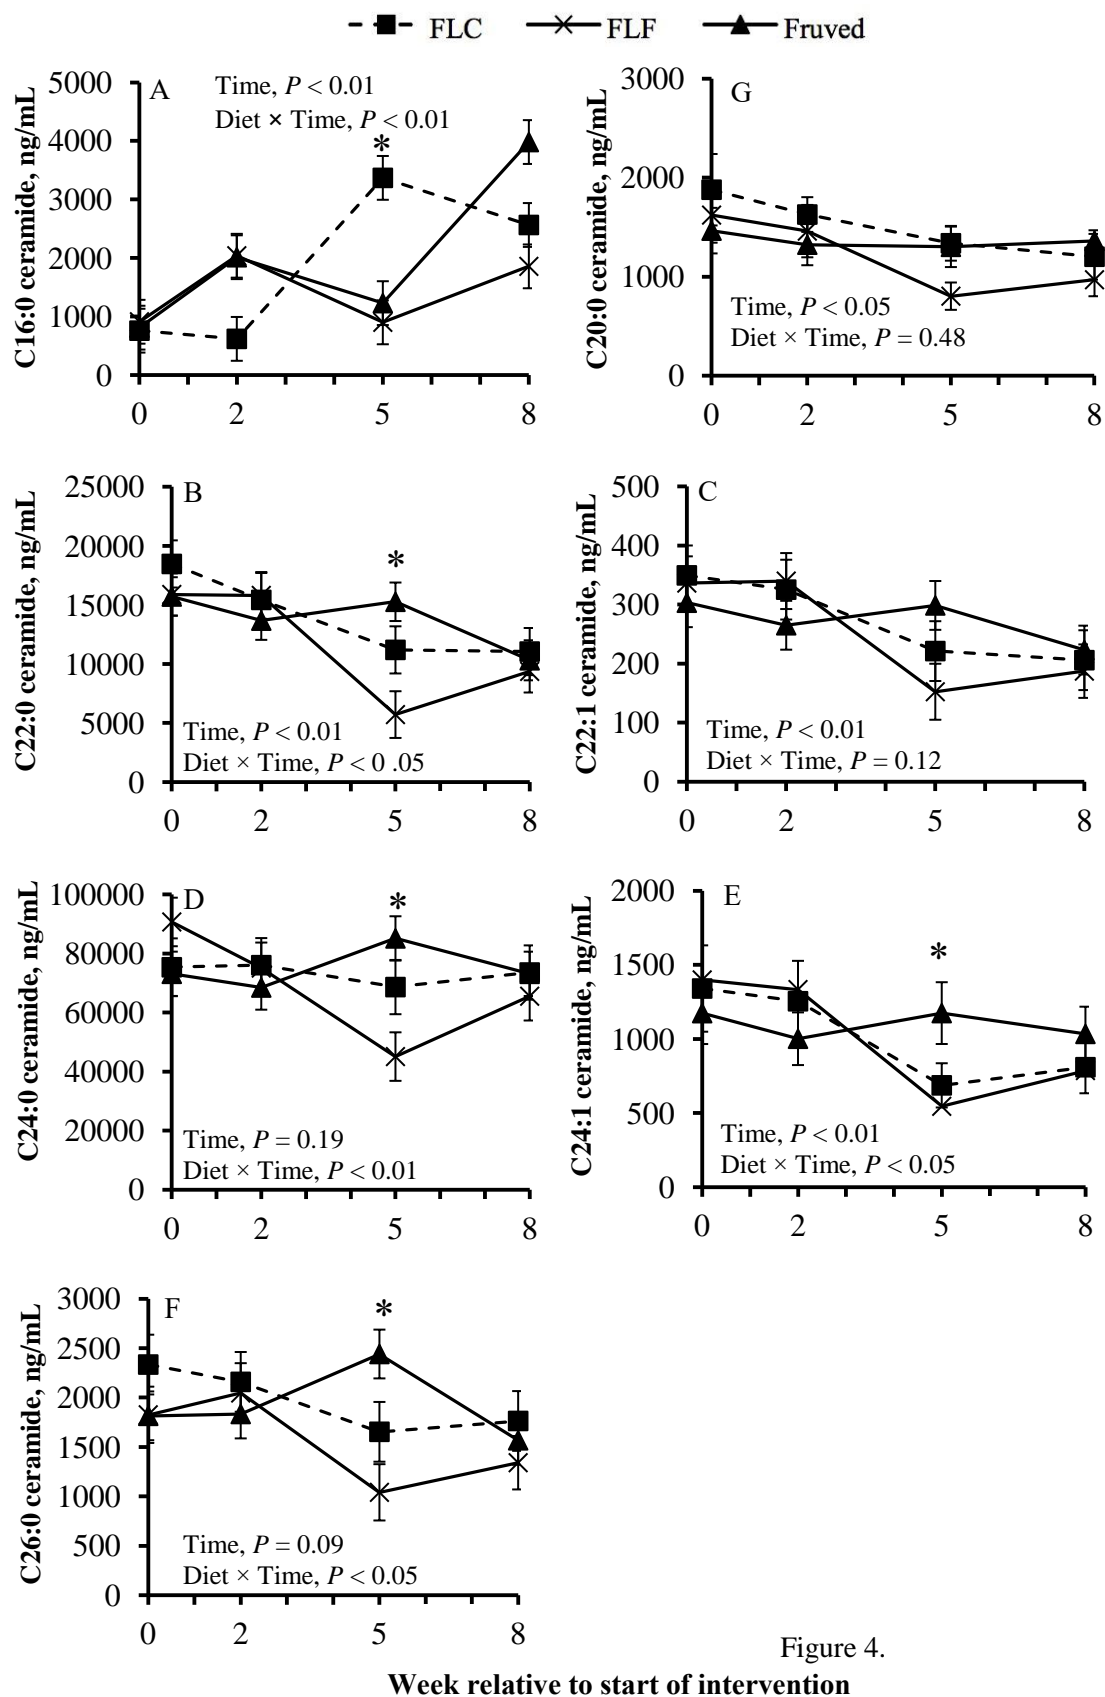 FLC FLF Fruved
C16:0 ceramide, ng/mL
A
Time, P < 0.01
Diet × Time, P < 0.01
*
5000
4000
3000
2000
1000
0
0 2 5 8
C20:0 ceramide, ng/mL
G
3000
2000
1000
0
Time, P < 0.05
Diet × Time, P = 0.48
0 2 5 8
C22:0 ceramide, ng/mL
B
*
25000
20000
15000
10000
5000
0
Time, P < 0.01
Diet × Time, P < 0 .05
0 2 5 8
C22:1 ceramide, ng/mL
C
500
400
300
200
100
0
Time, P < 0.01
Diet × Time, P = 0.12
0 2 5 8
C24:0 ceramide, ng/mL
D
*
100000
80000
60000
40000
20000
0
Time, P = 0.19
Diet × Time, P < 0.01
0 2 5 8
C24:1 ceramide, ng/mL
E
*
2000
1500
1000
500
0
Time, P < 0.01
Diet × Time, P < 0.05
0 2 5 8
C26:0 ceramide, ng/mL
F
*
3000
2500
2000
1500
1000
500
0
Time, P = 0.09
Diet × Time, P < 0.05
0 2 5 8
Figure 4.
Week relative to start of intervention